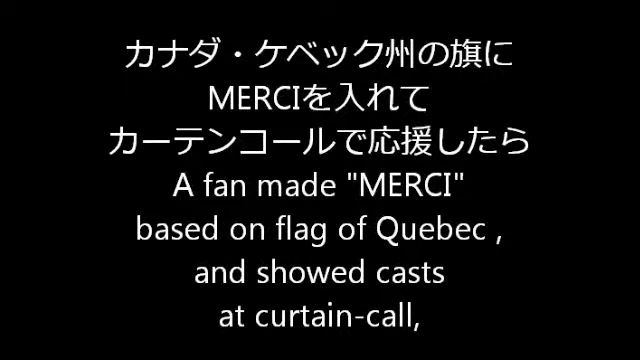 カナダ・ケベック州の旗に
MERCIを入れて
カーテンコールで応援したら
A fan made "MERCI"
based on flag of Quebec ,
and showed casts
at curtain-call,